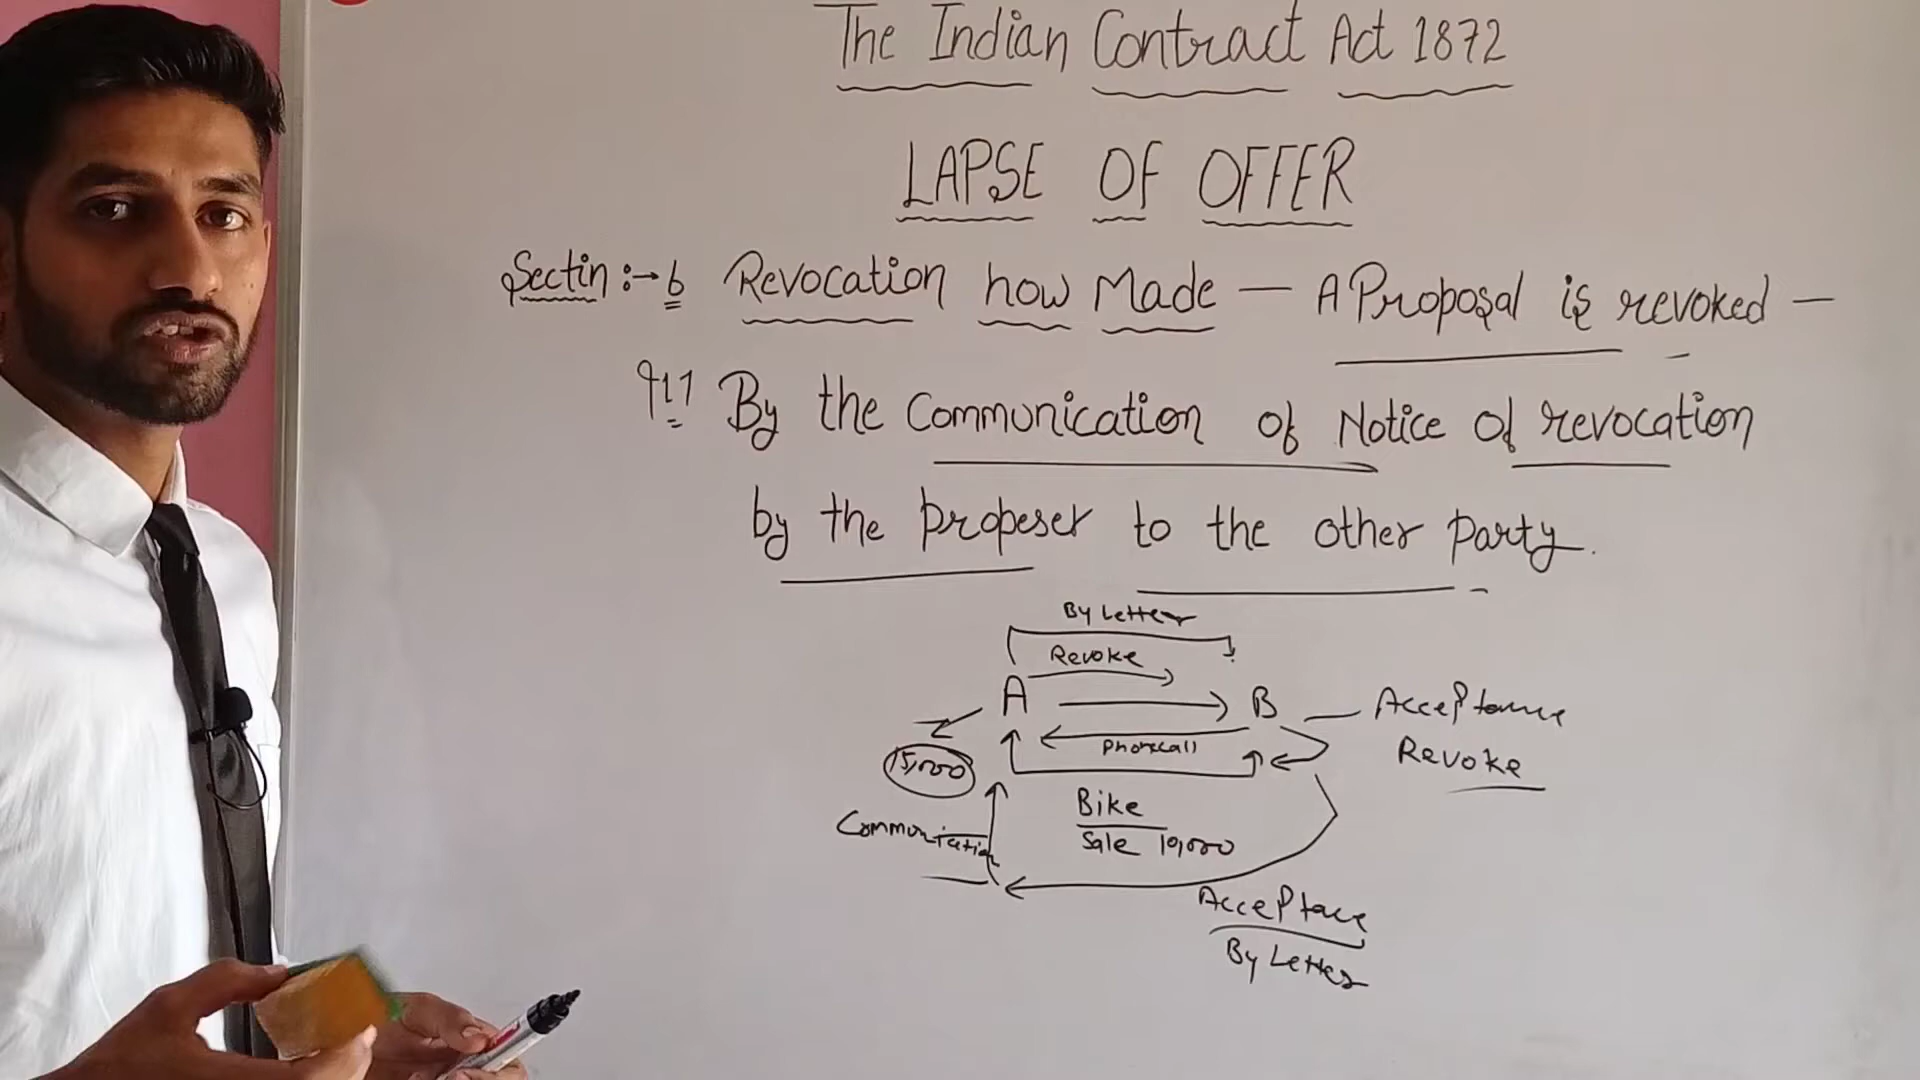 The Indian Contract Act 1872
LAPSE OF OFFER
Sectin :→ 6 Revocation how Made — A Proposal is revoked —
By the Communication of Notice of revocation
by the propeser to the other party.
By Letter
Revoke
A B Acceptance
Phonecall Revoke
15,000
Bike
Communication Sale 10,000
Acceptace
By Letter